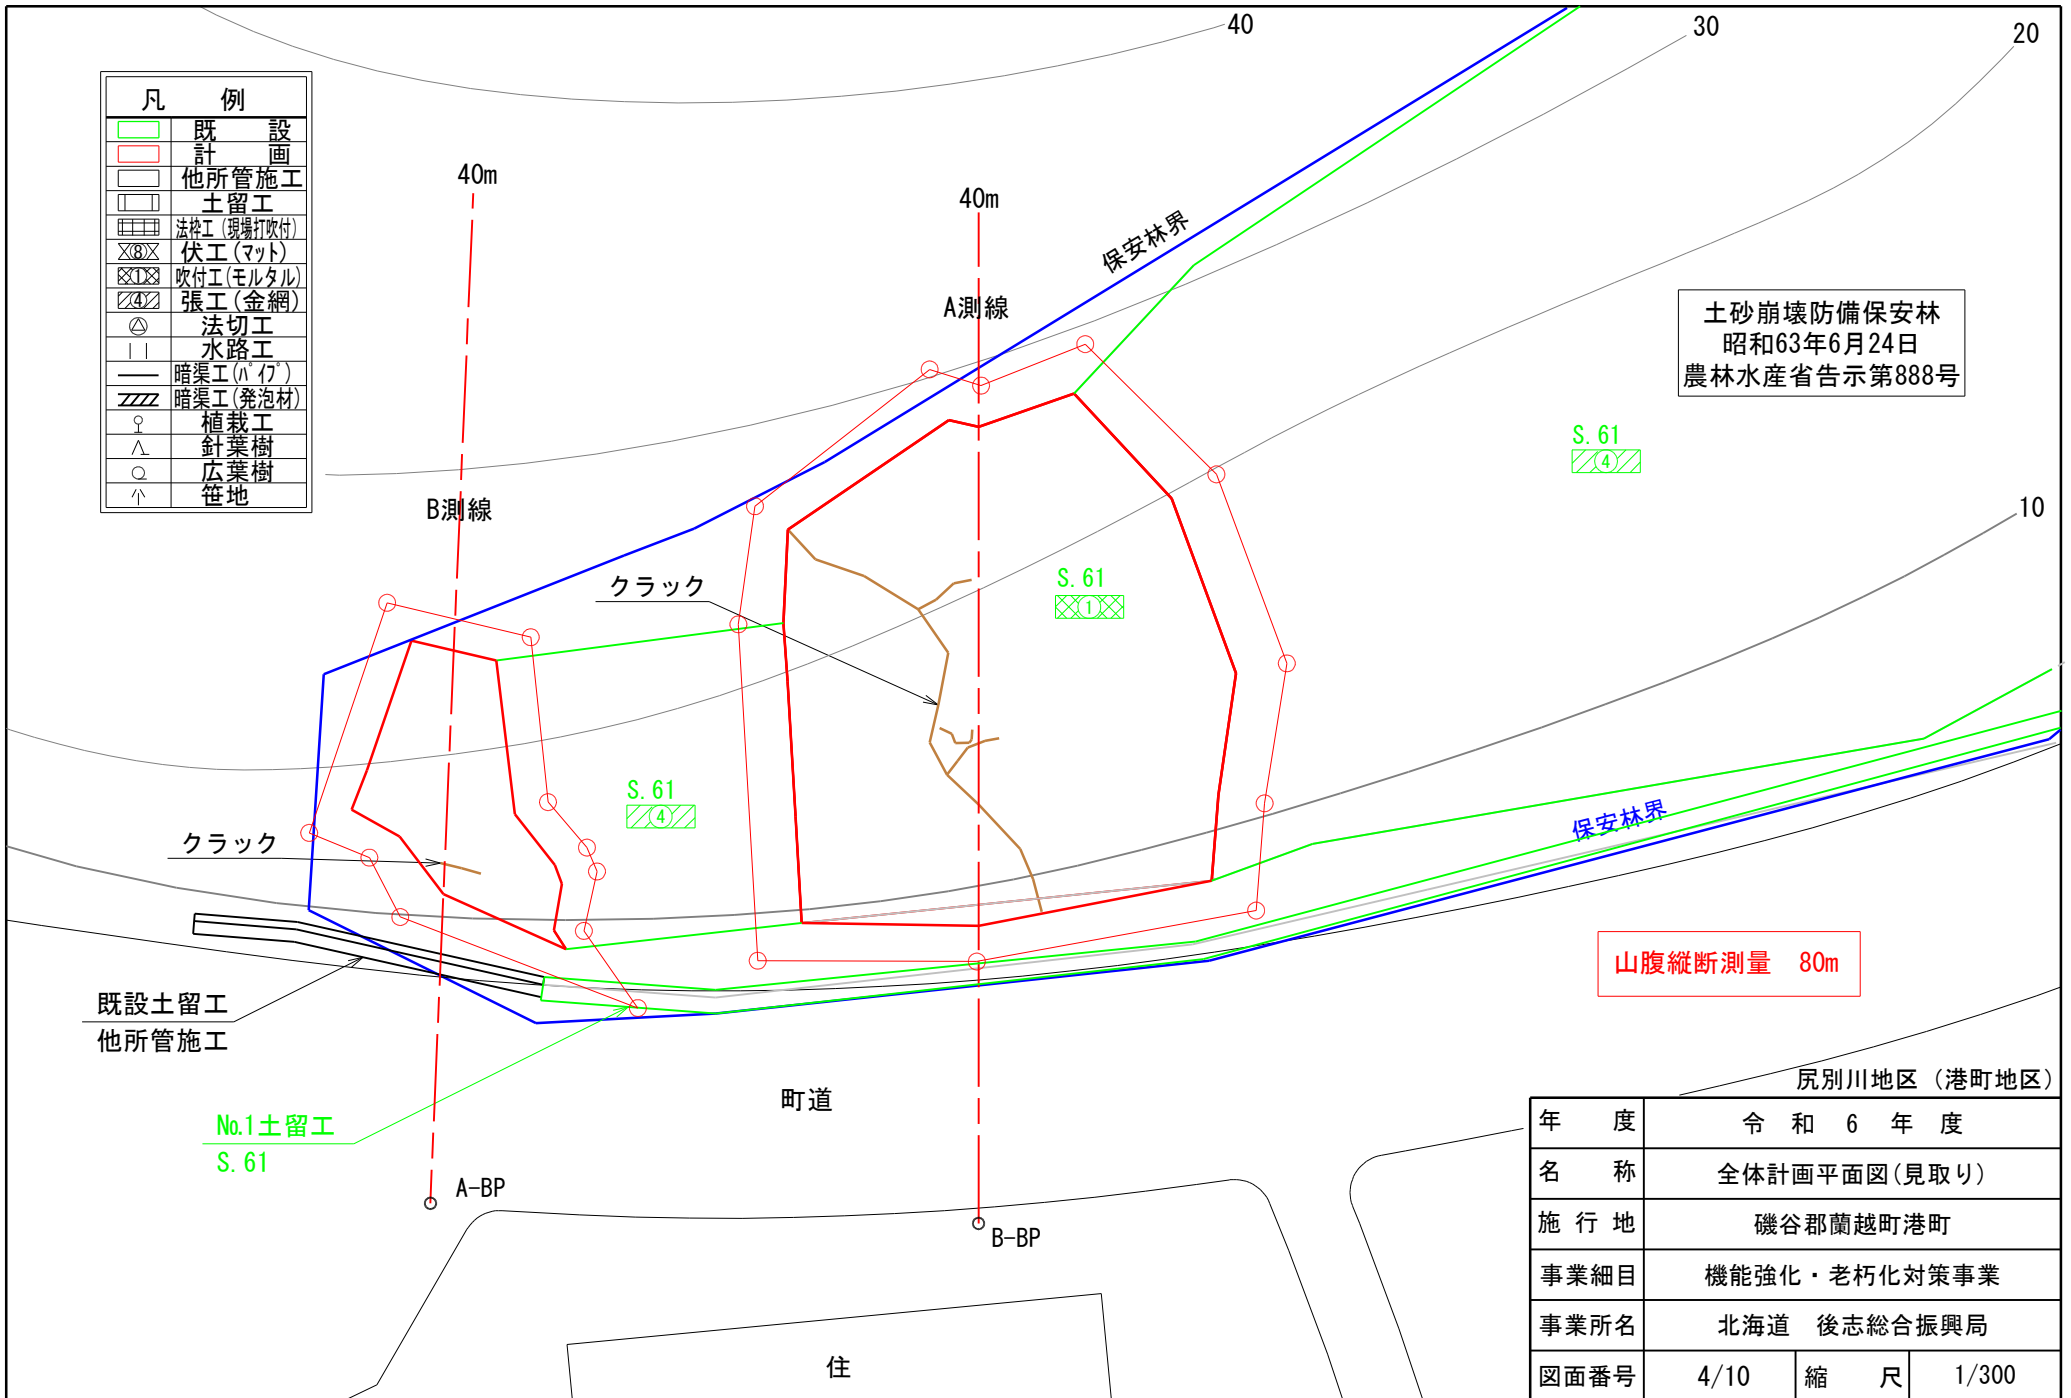 40
30
20
凡 例
既 設
計 画
他所管施工
土留工
法枠工(現場打吹付)
⑧ 伏工(マット)
① 吹付工(モルタル)
④ 張工(金網)
法切工
水路工
暗渠工(パイプ)
暗渠工(発泡材)
植栽工
針葉樹
広葉樹
笹地
40m
40m
保安林界
A測線
土砂崩壊防備保安林
昭和63年6月24日
農林水産省告示第888号
S.61
④
B測線
10
クラック
S.61
①
S.61
④
クラック
保安林界
山腹縦断測量 80m
既設土留工
他所管施工
町道
No.1土留工
S.61
A-BP
B-BP
住
尻別川地区（港町地区）
年 度 令和6年度
名 称 全体計画平面図(見取り)
施行地 磯谷郡蘭越町港町
事業細目 機能強化・老朽化対策事業
事業所名 北海道 後志総合振興局
図面番号 4/10 縮 尺 1/300